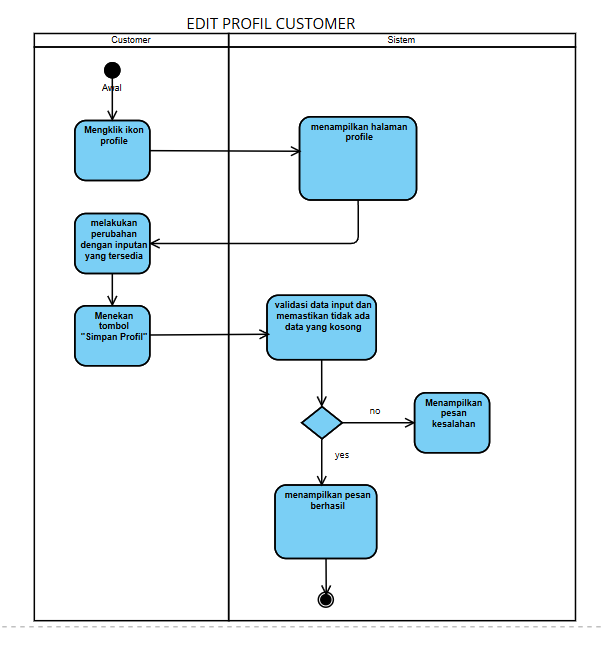 EDIT PROFIL CUSTOMER
Customer
Sistem
Awal
Mengklik ikon
profile
menampilkan halaman
profile
melakukan
perubahan
dengan inputan
yang tersedia
Menekan
tombol
"Simpan Profil"
validasi data input dan
memastikan tidak ada
data yang kosong
no
Menampilkan
pesan
kesalahan
yes
menampilkan pesan
berhasil